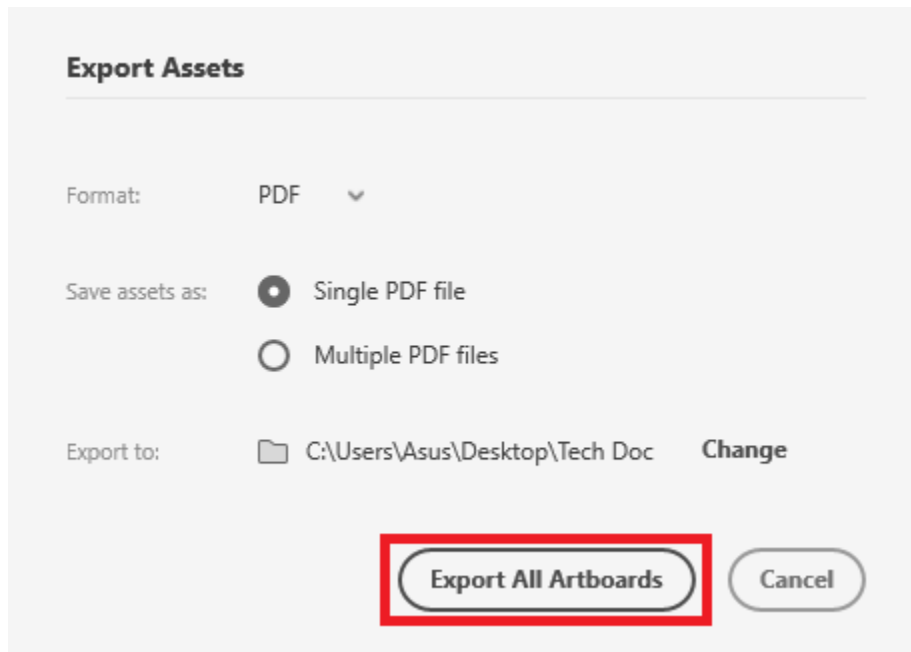 Export Assets
Format: PDF
Save assets as: Single PDF file
Multiple PDF files
Export to: C:\Users\Asus\Desktop\Tech Doc Change
Export All Artboards Cancel